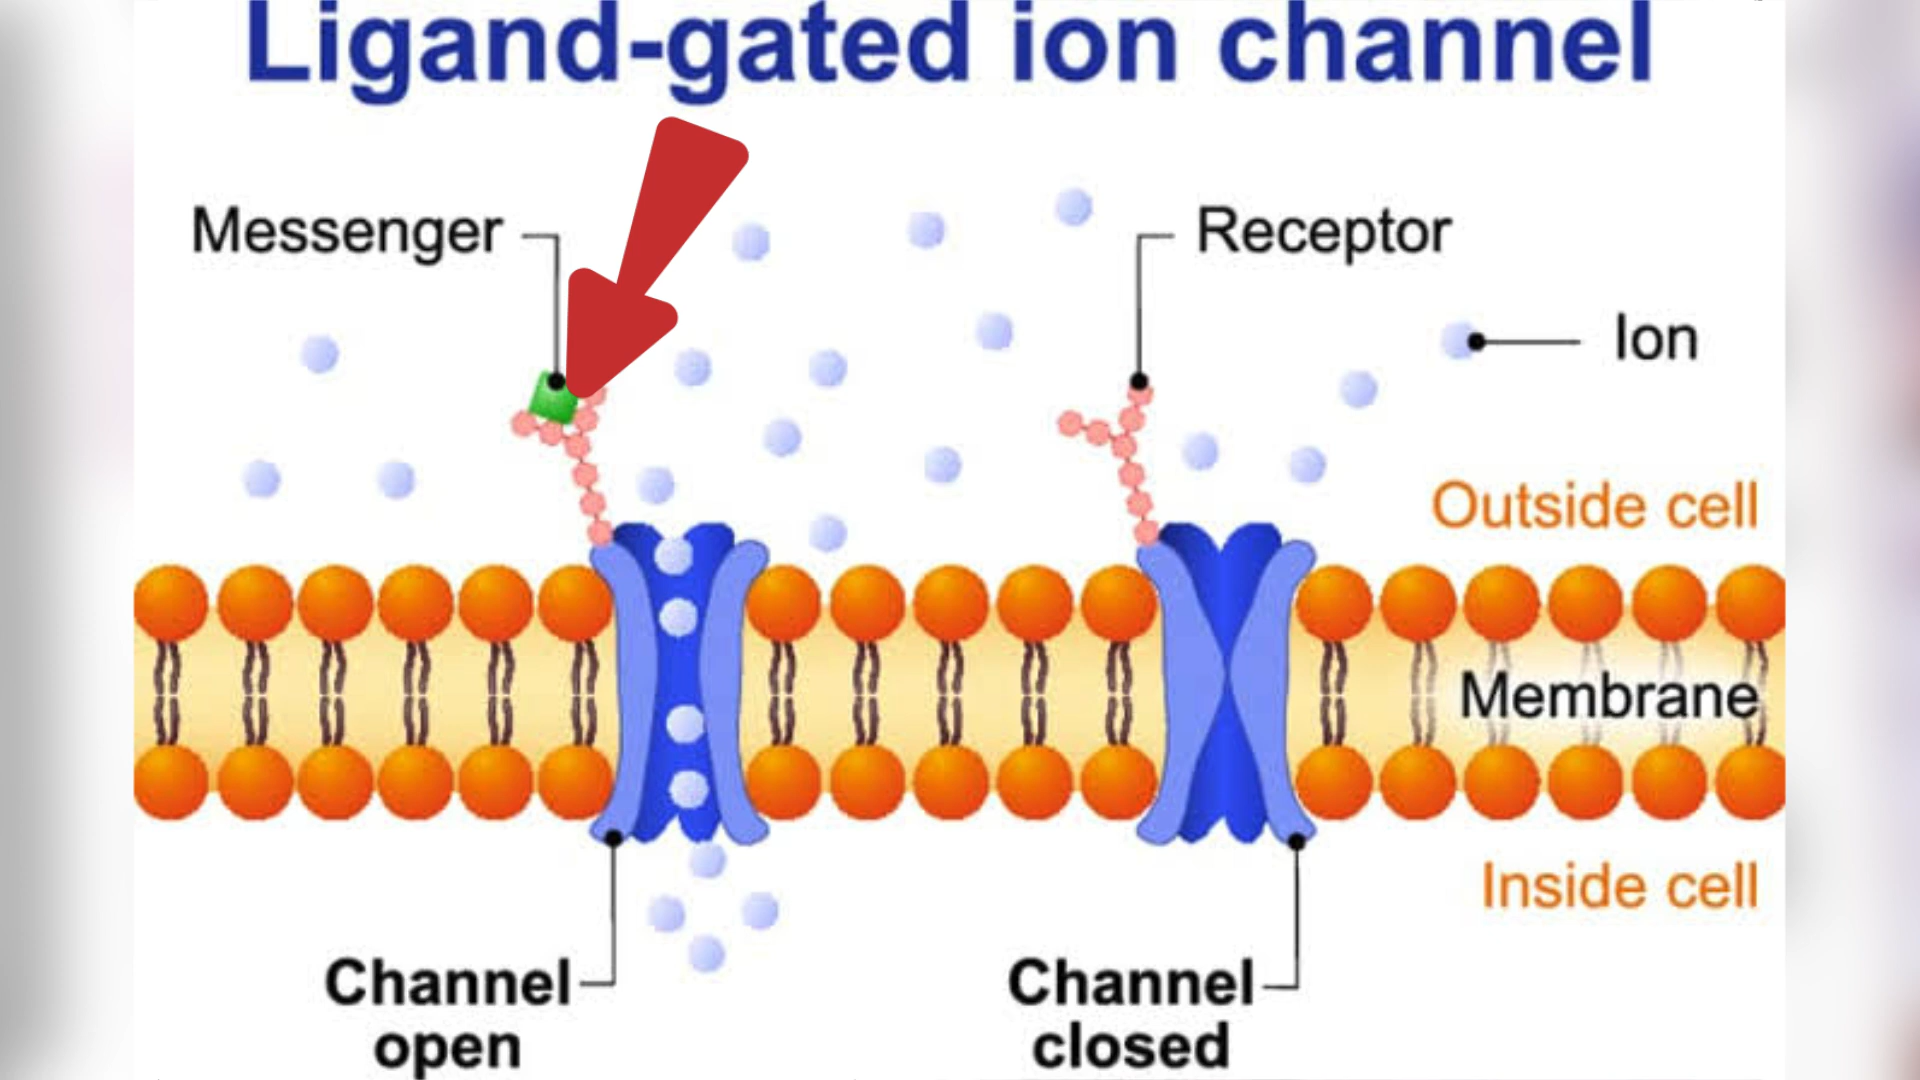 Ligand-gated ion channel
Messenger
Receptor
Ion
Outside cell
Membrane
Inside cell
Channel
open
Channel
closed